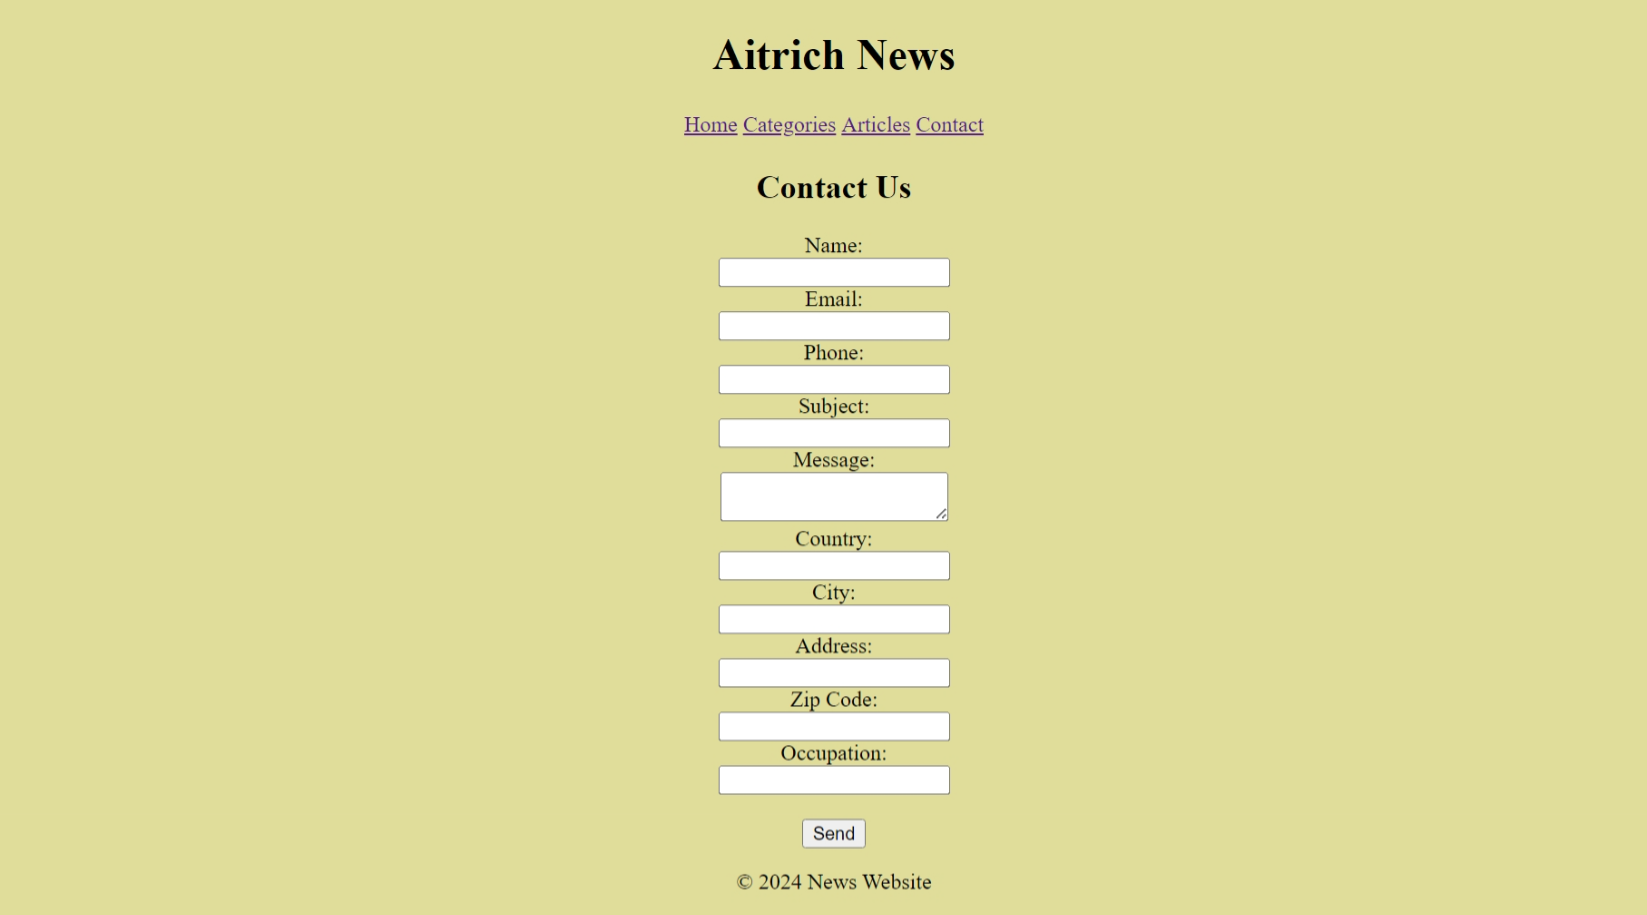 Aitrich News
Home Categories Articles Contact
Contact Us
Name:
Email:
Phone:
Subject:
Message:
Country:
City:
Address:
Zip Code:
Occupation:
Send
© 2024 News Website